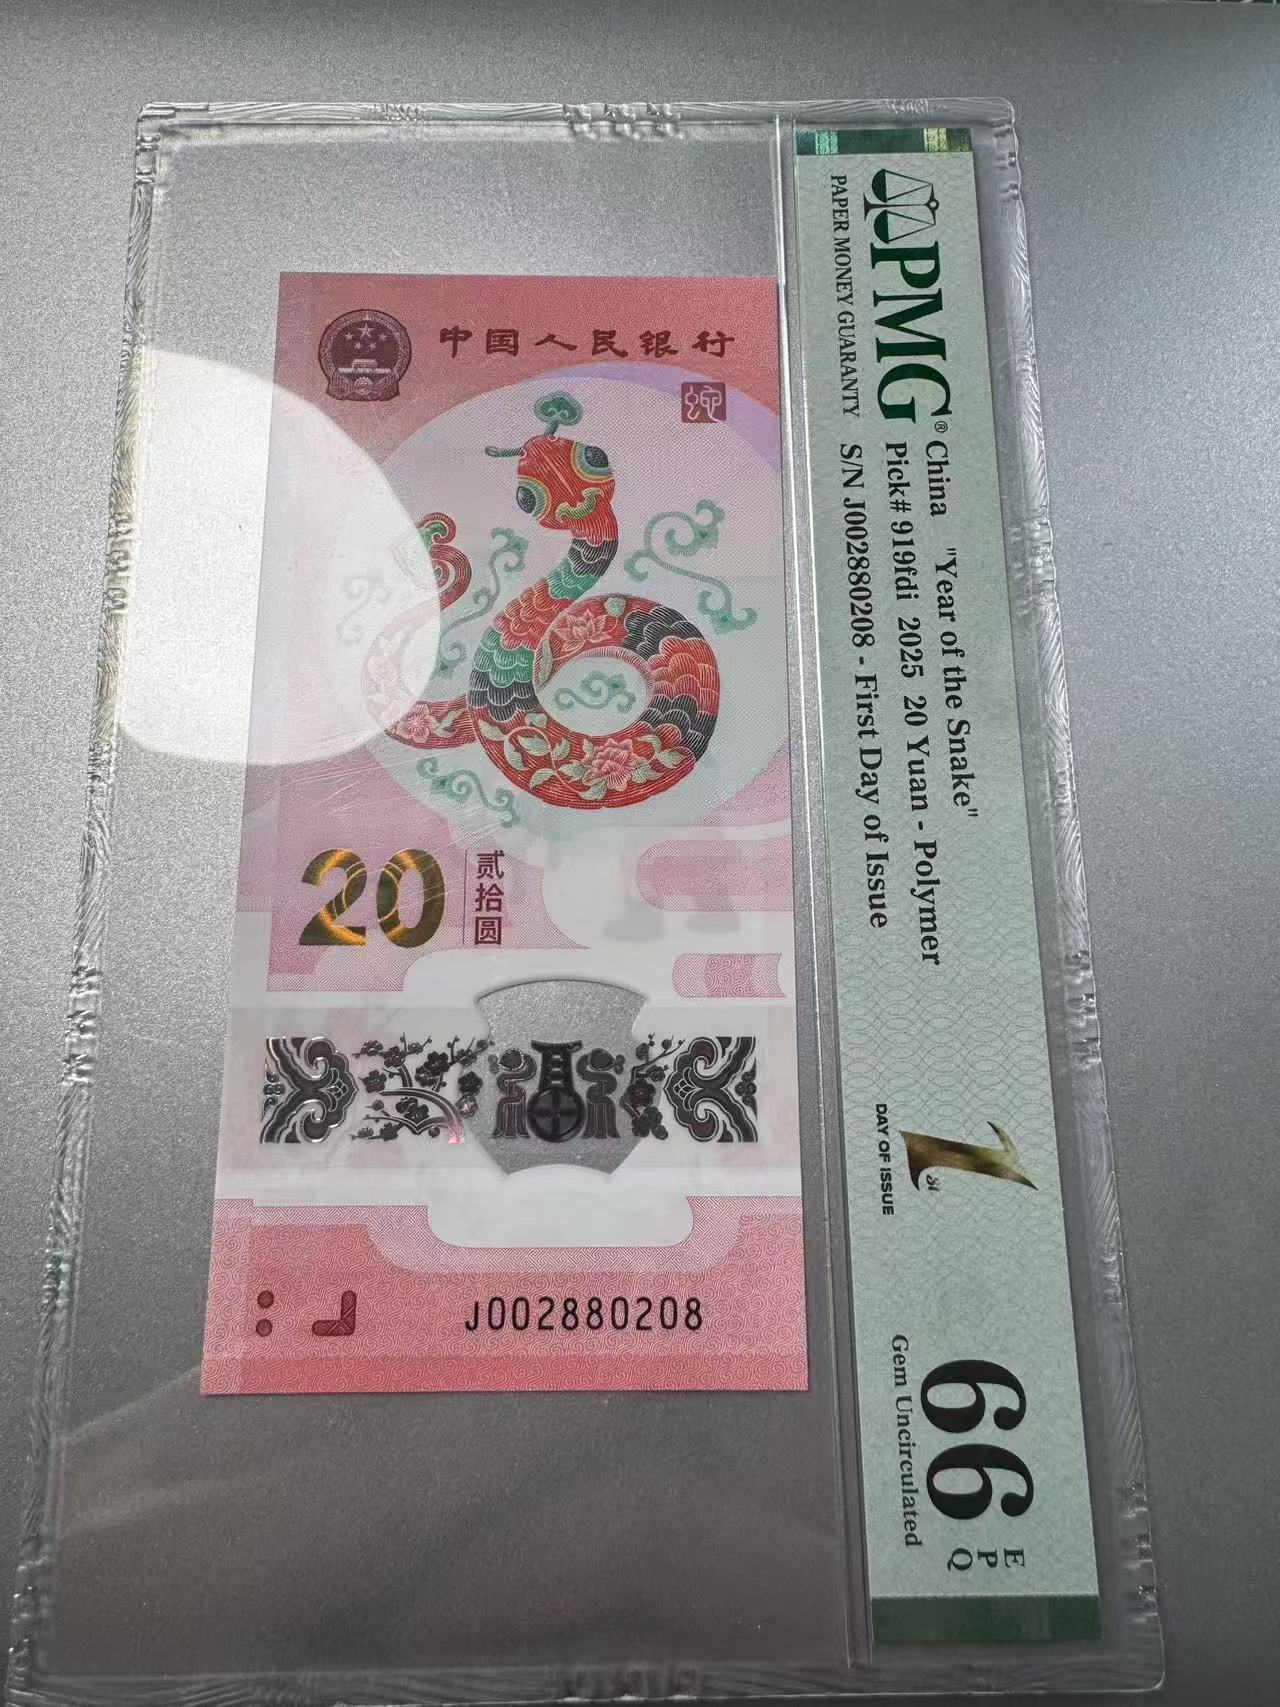 中国人民银行
蛇
20
贰拾圆
J002880208
PMG®
PAPER MONEY GUARANTY
China "Year of the Snake"
Pick# 919fdi 2025 20 Yuan - Polymer
S/N J002880208 - First Day of Issue
1st
DAY OF ISSUE
66 EPQ
Gem Uncirculated